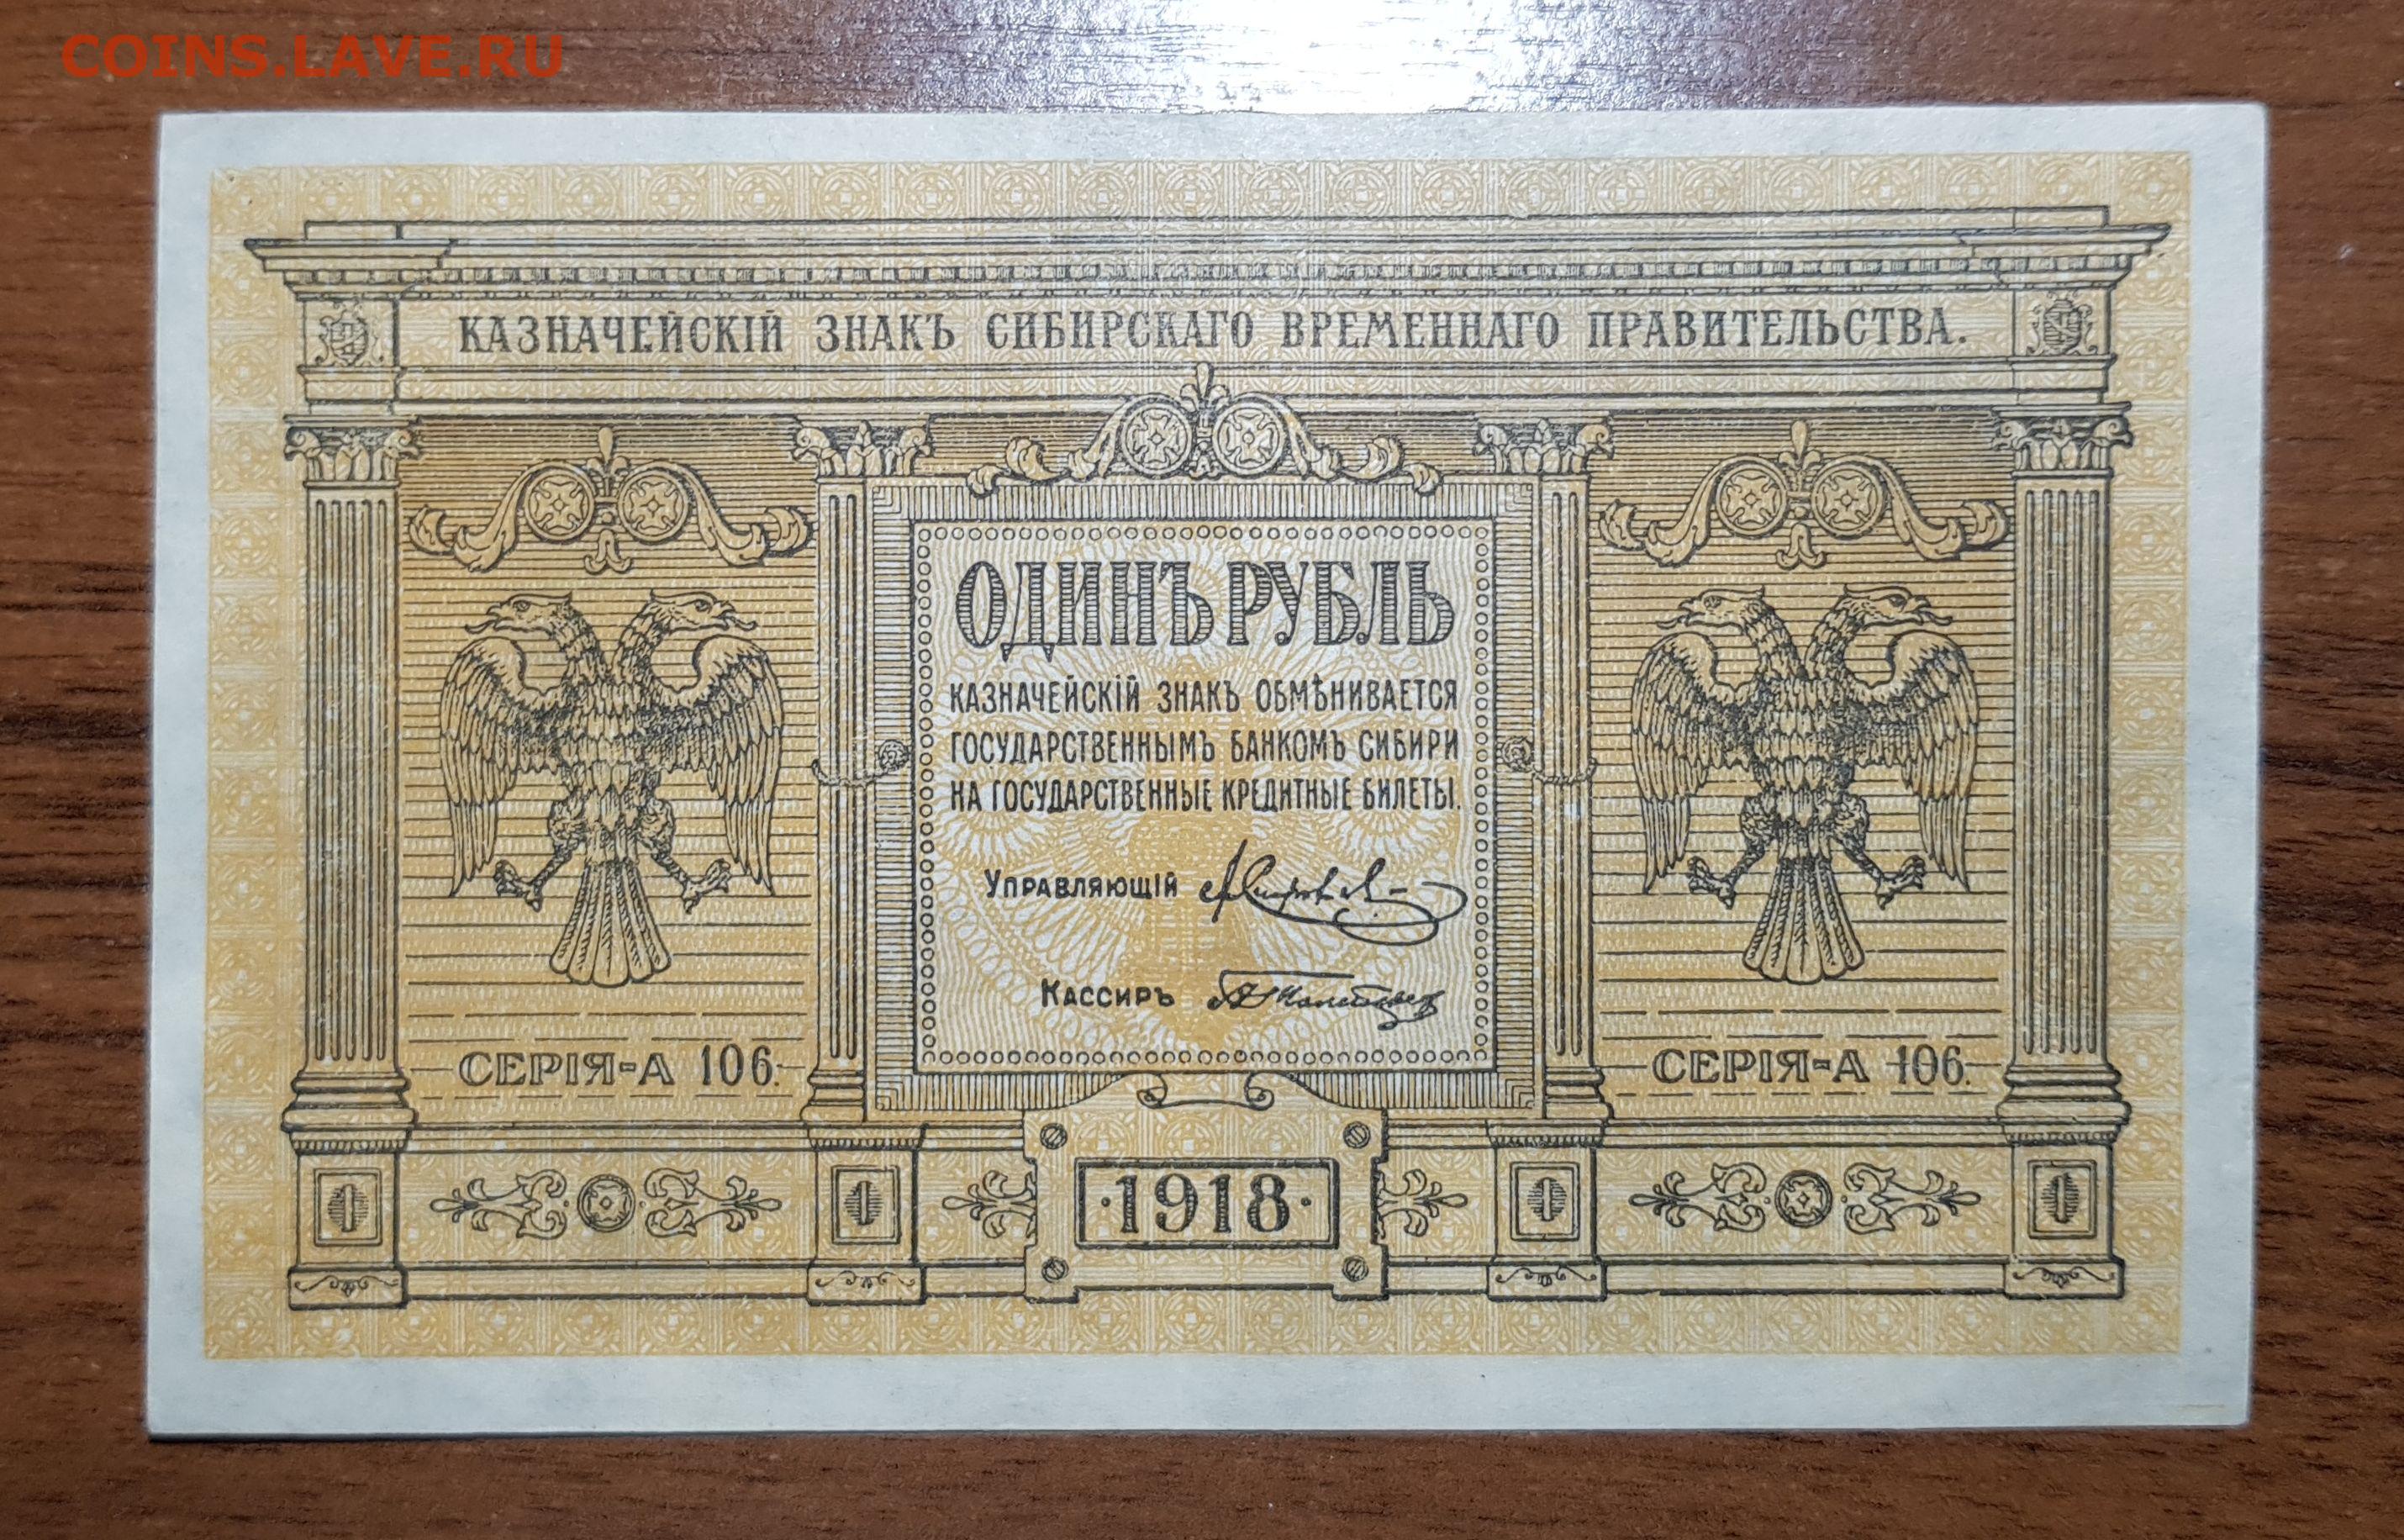 COINS.LAVE.RU
КАЗНАЧЕЙСКІЙ ЗНАКЪ СИБИРСКАГО ВРЕМЕННАГО ПРАВИТЕЛЬСТВА.
ОДИНЪ РУБЛЬ
КАЗНАЧЕЙСКІЙ ЗНАКЪ ОБМѢНИВАЕТСЯ
ГОСУДАРСТВЕННЫМЪ БАНКОМЪ СИБИРИ
НА ГОСУДАРСТВЕННЫЕ КРЕДИТНЫЕ БИЛЕТЫ.
УПРАВЛЯЮЩІЙ
КАССИРЪ
СЕРІЯ-А 106.
СЕРІЯ-А 106.
1
1
·1918·
1
1